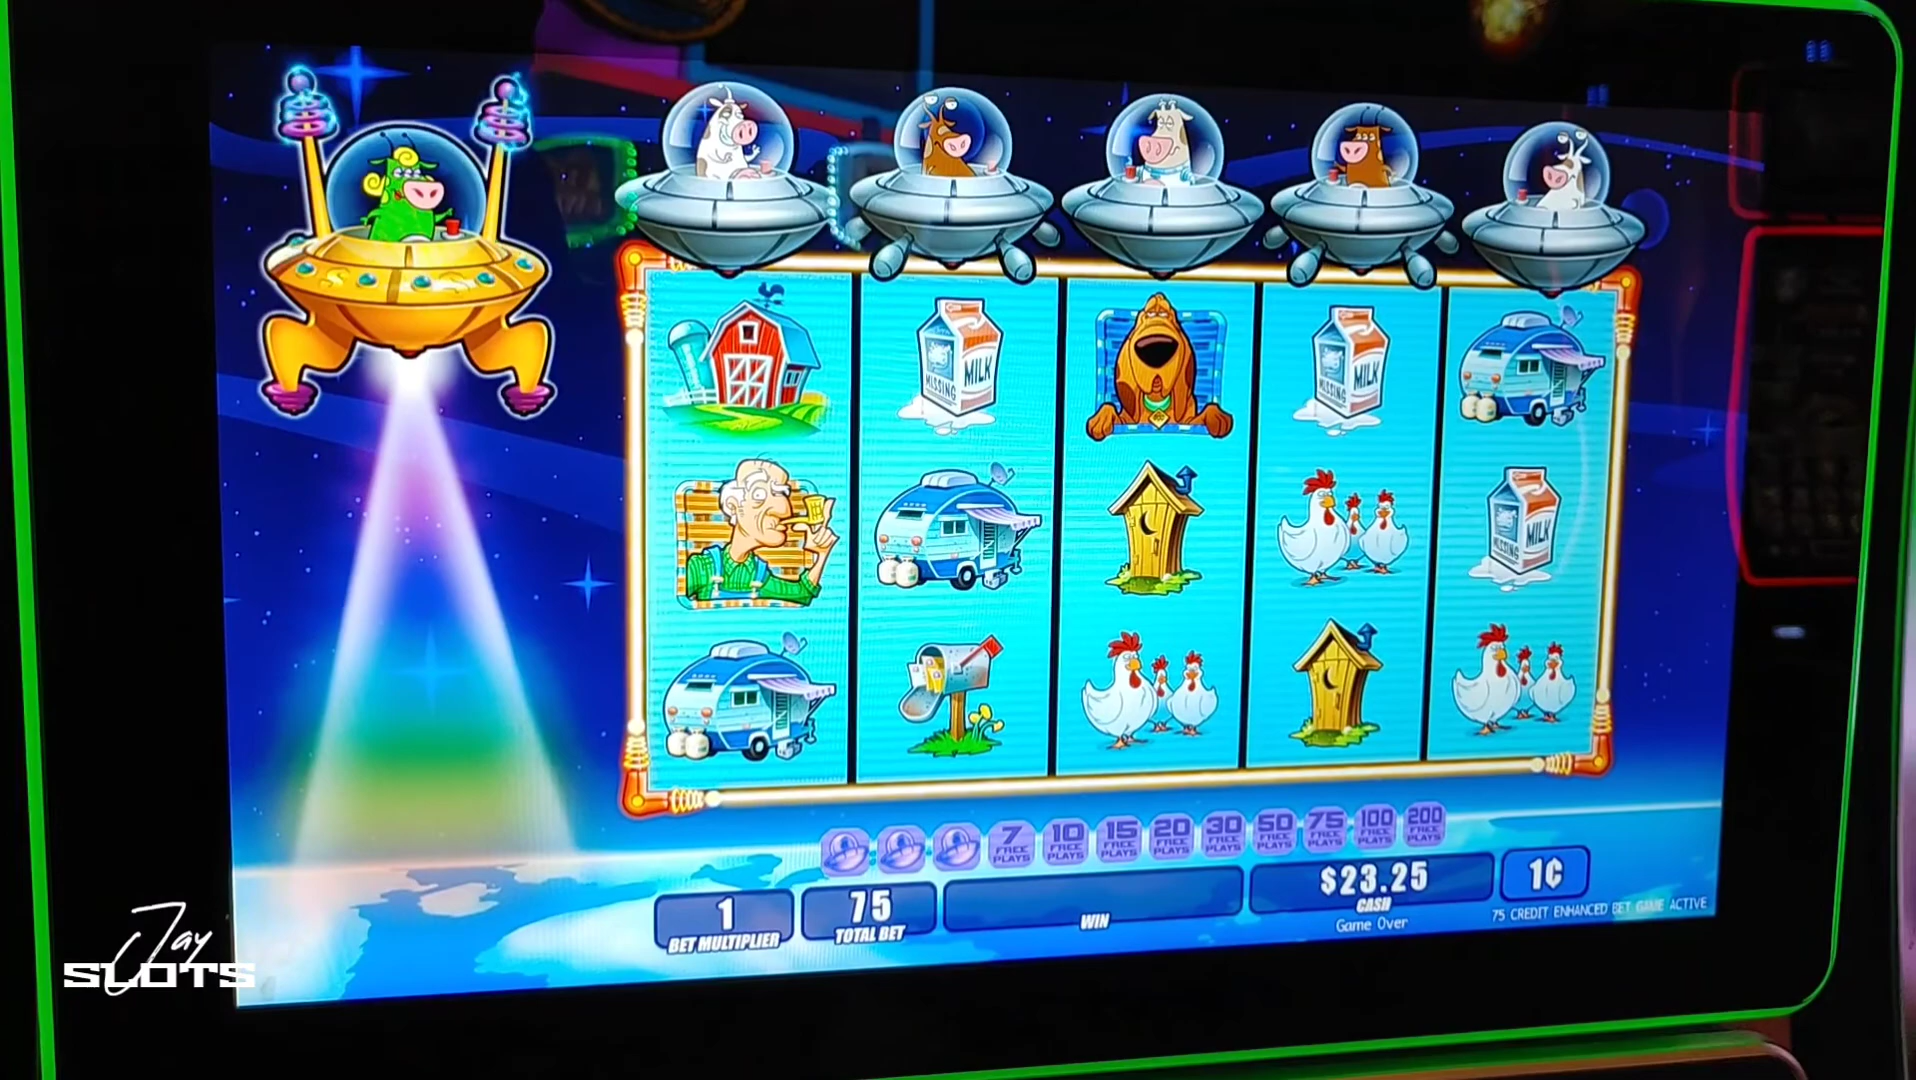 MISSING MILK
MISSING MILK
MISSING MILK
7 FREE PLAYS
10 FREE PLAYS
15 FREE PLAYS
20 FREE PLAYS
30 FREE PLAYS
50 FREE PLAYS
75 FREE PLAYS
100 FREE PLAYS
200 FREE PLAYS
1
BET MULTIPLIER
75
TOTAL BET
WIN
$23.25
CASH
Game Over
1¢
75 CREDIT ENHANCED BET GAME ACTIVE
Jay
SLOTS